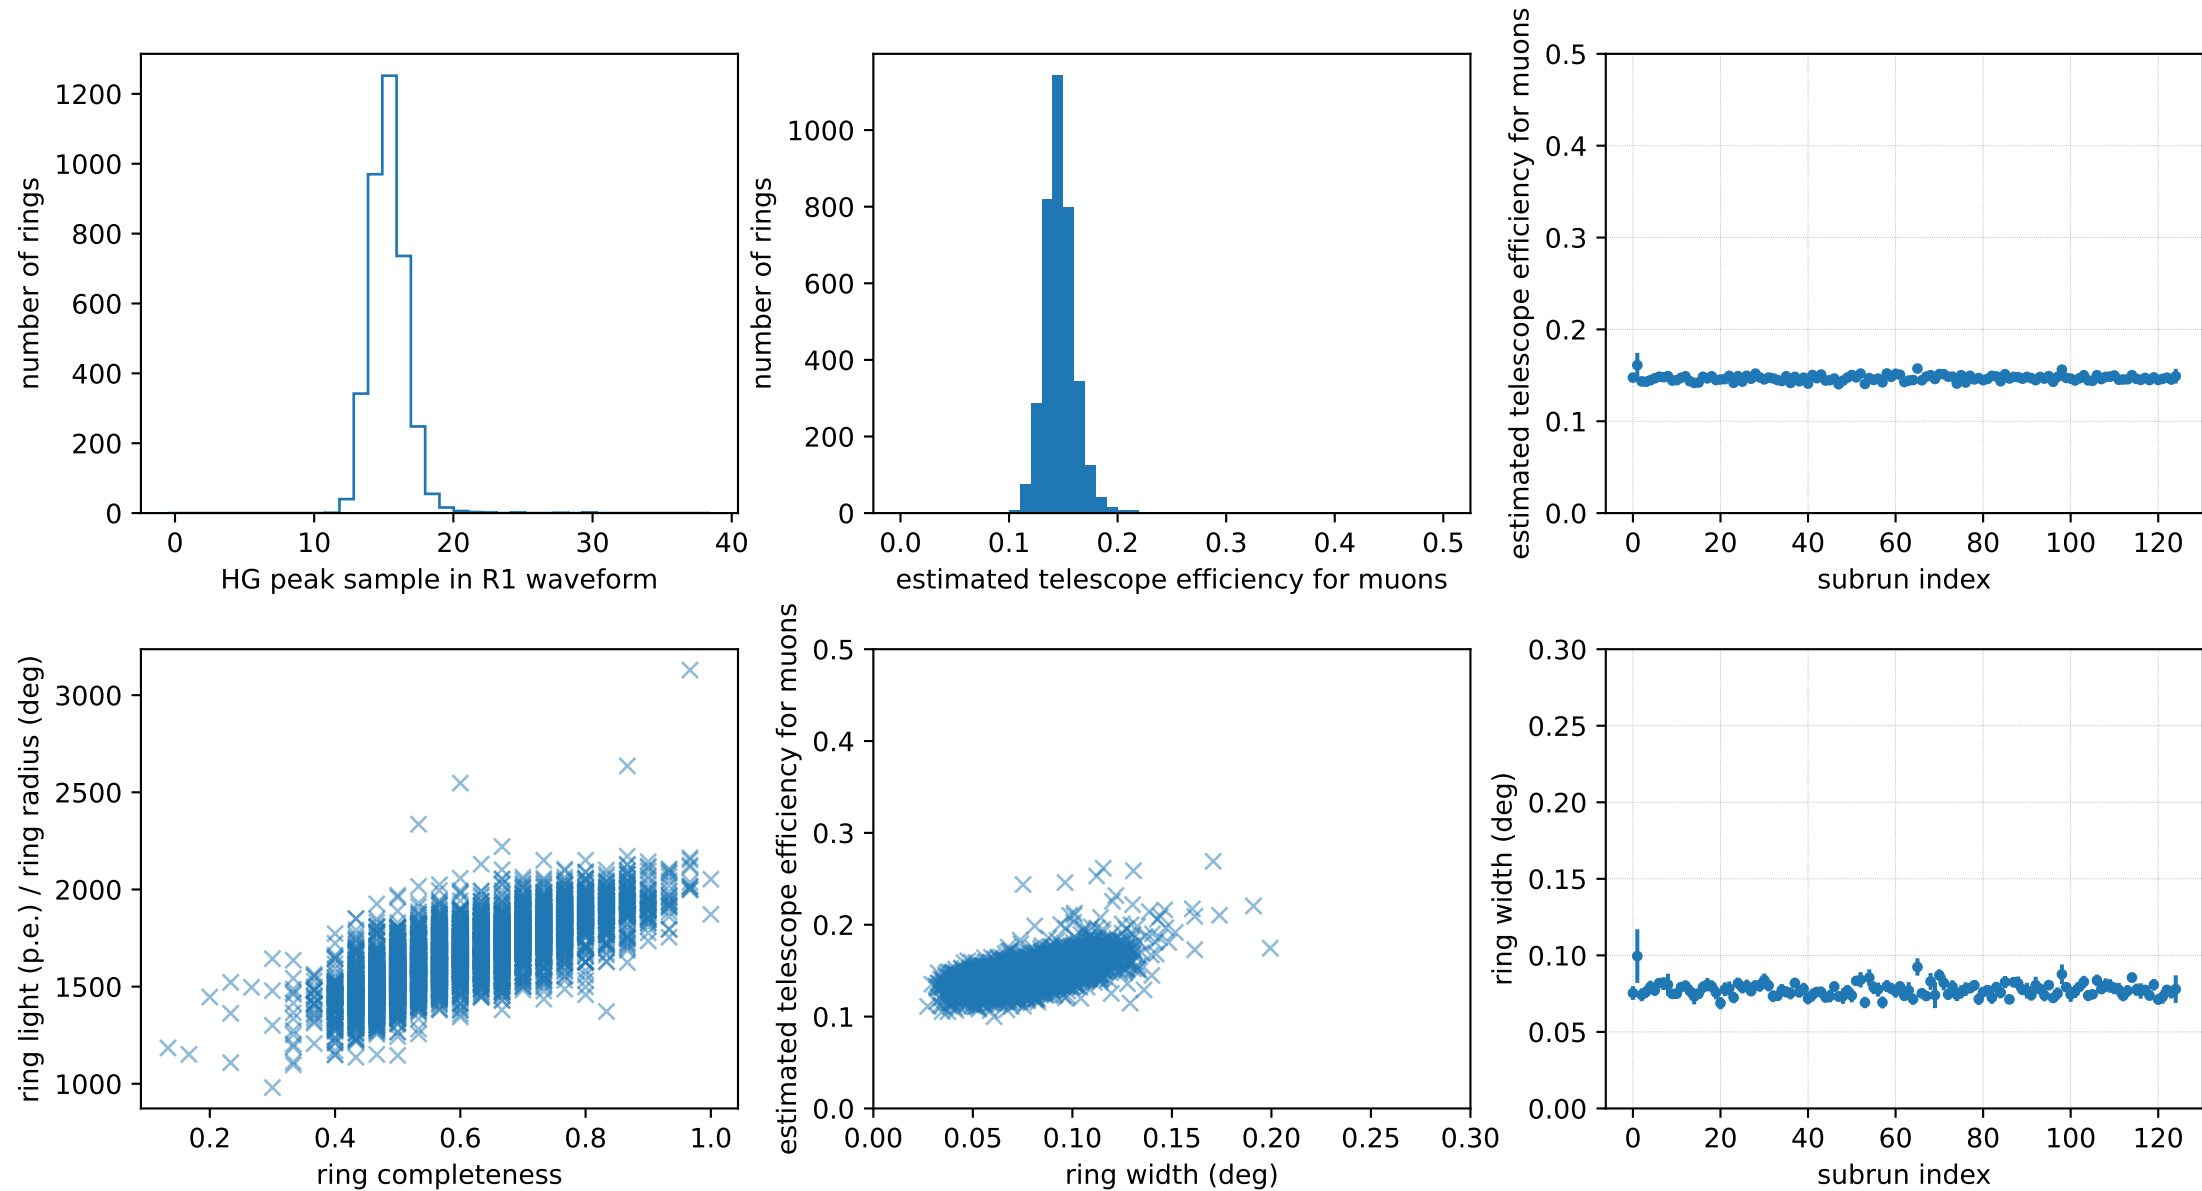 number of rings
1200
1000
800
600
400
200
0
0 10 20 30 40
HG peak sample in R1 waveform
number of rings
1000
800
600
400
200
0
0.0 0.1 0.2 0.3 0.4 0.5
estimated telescope efficiency for muons
estimated telescope efficiency for muons
0.5
0.4
0.3
0.2
0.1
0.0
0 20 40 60 80 100 120
subrun index
ring light (p.e.) / ring radius (deg)
3000
2500
2000
1500
1000
0.2 0.4 0.6 0.8 1.0
ring completeness
estimated telescope efficiency for muons
0.5
0.4
0.3
0.2
0.1
0.0
0.00 0.05 0.10 0.15 0.20 0.25 0.30
ring width (deg)
ring width (deg)
0.30
0.25
0.20
0.15
0.10
0.05
0.00
0 20 40 60 80 100 120
subrun index